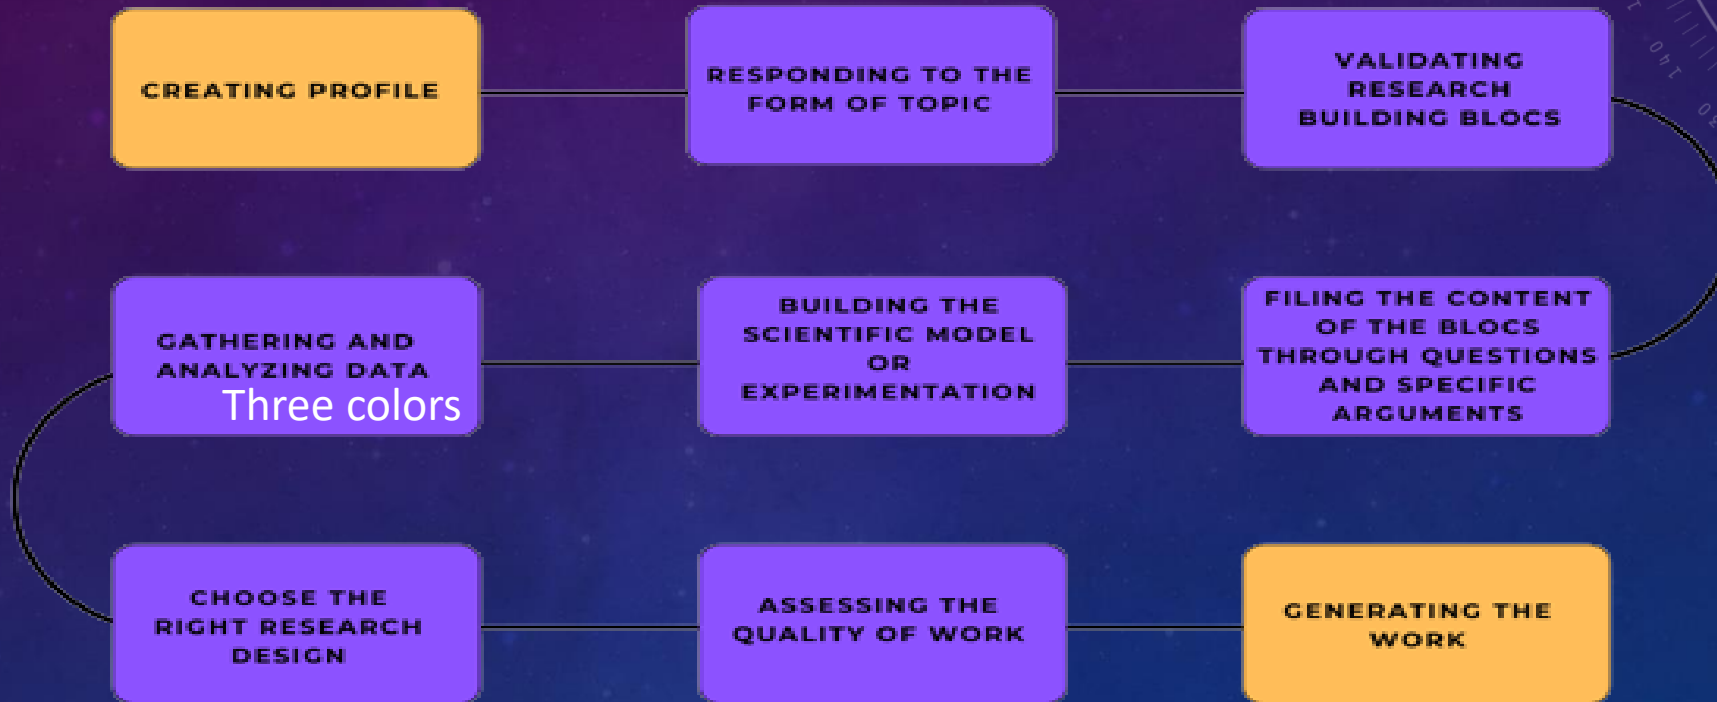 CREATING PROFILE
RESPONDING TO THE
FORM OF TOPIC
VALIDATING
RESEARCH
BUILDING BLOCS
FILING THE CONTENT
OF THE BLOCS
THROUGH QUESTIONS
AND SPECIFIC
ARGUMENTS
BUILDING THE
SCIENTIFIC MODEL
OR
EXPERIMENTATION
GATHERING AND
ANALYZING DATA
Three colors
CHOOSE THE
RIGHT RESEARCH
DESIGN
ASSESSING THE
QUALITY OF WORK
GENERATING THE
WORK
140